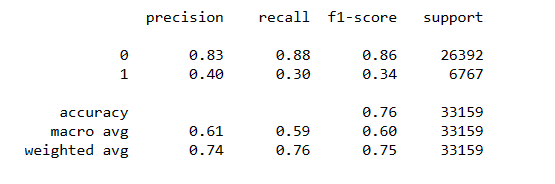 precision recall f1-score support
0 0.83 0.88 0.86 26392
1 0.40 0.30 0.34 6767
accuracy 0.76 33159
macro avg 0.61 0.59 0.60 33159
weighted avg 0.74 0.76 0.75 33159